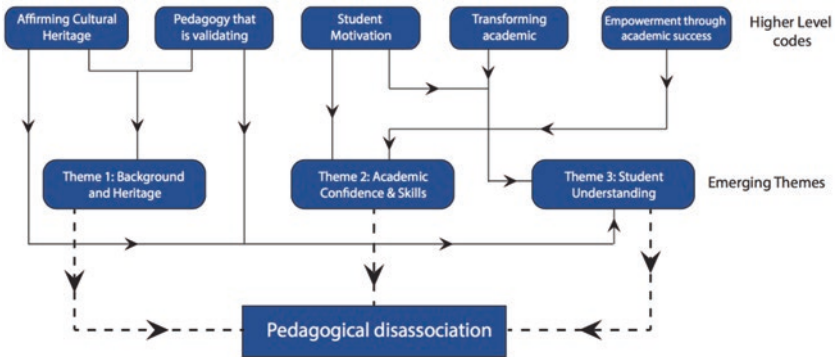 Affirming Cultural
Heritage
Pedagogy that
is validating
Student
Motivation
Transforming
academic
Empowerment through
academic success
Higher Level
codes
Theme 1: Background
and Heritage
Theme 2: Academic
Confidence & Skills
Theme 3: Student
Understanding
Emerging Themes
Pedagogical disassociation